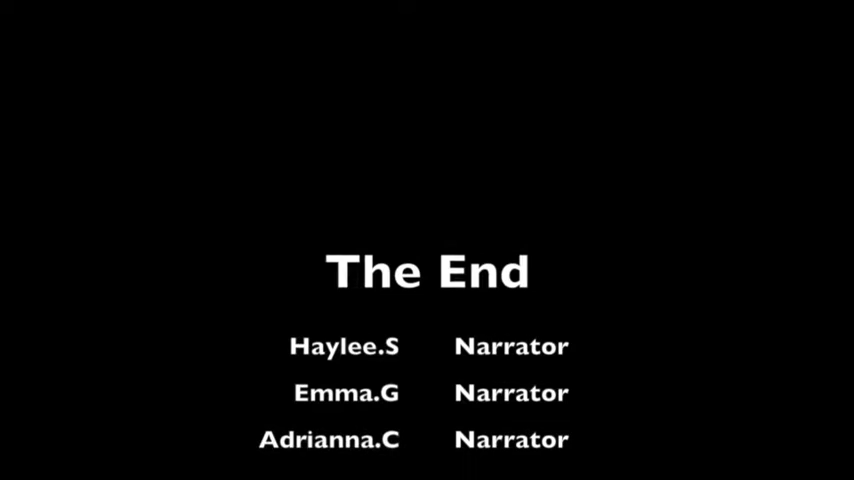 The End
Haylee.S Narrator
Emma.G Narrator
Adrianna.C Narrator